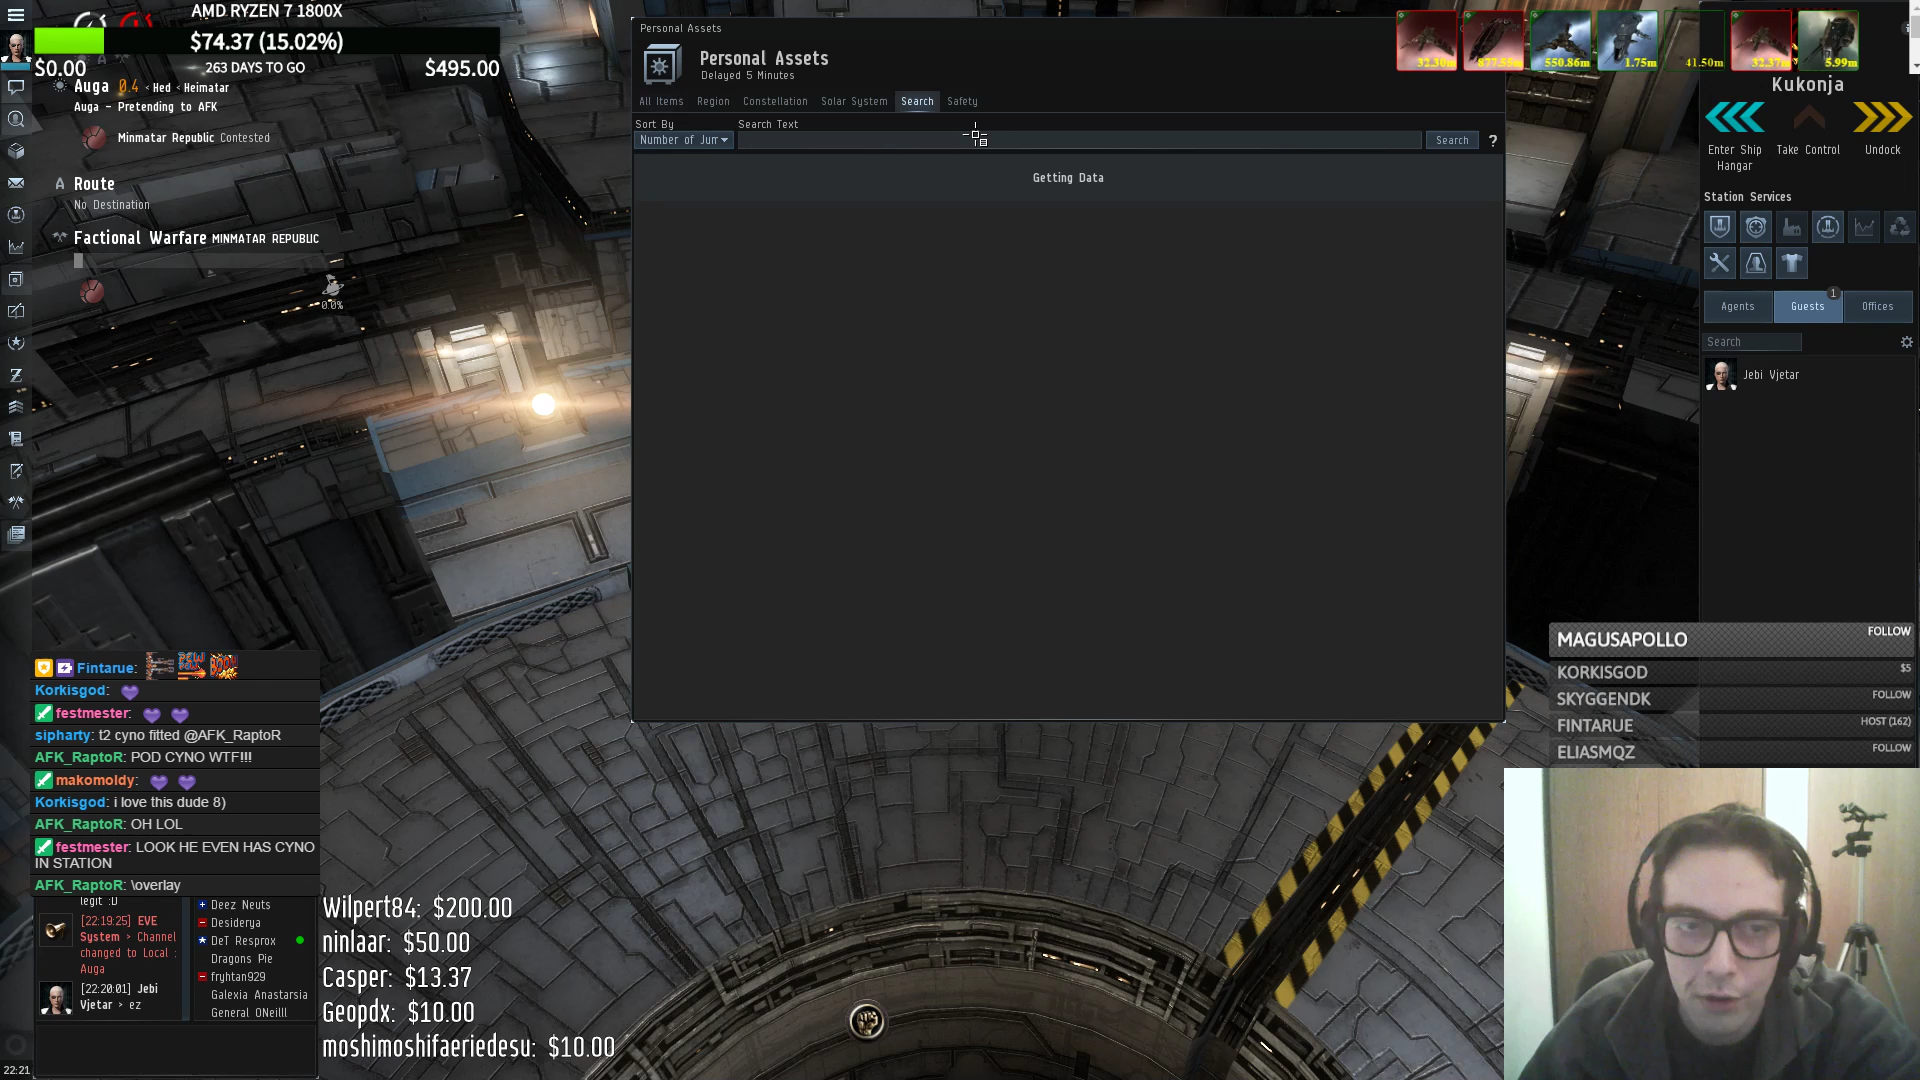 AMD RYZEN 7 1800X
$74.37 (15.02%)
$0.00
263 DAYS TO GO
$495.00
Auga 0.4 < Hed < Heimatar
Auga - Pretending to AFK
Minmatar Republic Contested
Route
No Destination
Factional Warfare MINMATAR REPUBLIC
0.0%
Personal Assets
Personal Assets
Delayed 5 Minutes
All Items Region Constellation Solar System Search Safety
Sort By Search Text
Number of Jum Search ?
Getting Data
32.30m 877.55m 550.86m 1.75m 41.50m 32.37m 5.99m
Kukonja
Enter Ship Hangar
Take Control
Undock
Station Services
1
Agents Guests Offices
Search
Jebi Vjetar
MAGUSAPOLLO FOLLOW
KORKISGOD $5
SKYGGENDK FOLLOW
FINTARUE HOST (162)
ELIASMQZ FOLLOW
Fintarue: PEW PEW BOOM
Korkisgod:
festmester:
sipharty: t2 cyno fitted @AFK_RaptoR
AFK_RaptoR: POD CYNO WTF!!!
makomoldy:
Korkisgod: i love this dude 8)
AFK_RaptoR: OH LOL
festmester: LOOK HE EVEN HAS CYNO
IN STATION
AFK_RaptoR: \overlay
legit :D
[22:19:25] EVE
System > Channel
changed to Local :
Auga
[22:20:01] Jebi
Vjetar > ez
Deez Neuts
Desiderya
DeT Resprox
Dragons Pie
fryhtan929
Galexia Anastarsia
General ONeilll
Wilpert84: $200.00
ninlaar: $50.00
Casper: $13.37
Geopdx: $10.00
moshimoshifaeriedesu: $10.00
22:21